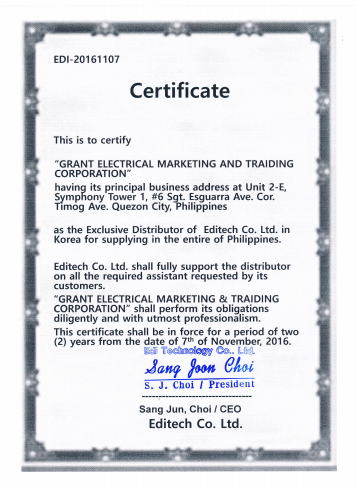 EDI-20161107
Certificate
This is to certify
"GRANT ELECTRICAL MARKETING AND TRAIDING
CORPORATION"
having its principal business address at Unit 2-E,
Symphony Tower 1, #6 Sgt. Esguarra Ave. Cor.
Timog Ave. Quezon City, Philippines
as the Exclusive Distributor of Editech Co. Ltd. in
Korea for supplying in the entire of Philippines.
Editech Co. Ltd. shall fully support the distributor
on all the required assistant requested by its
customers.
"GRANT ELECTRICAL MARKETING & TRAIDING
CORPORATION" shall perform its obligations
diligently and with utmost professionalism.
This certificate shall be in force for a period of two
(2) years from the date of 7th of November, 2016.
Edi Technology Co., Ltd.
Sang Joon Choi
S. J. Choi / President
Sang Jun, Choi / CEO
Editech Co. Ltd.